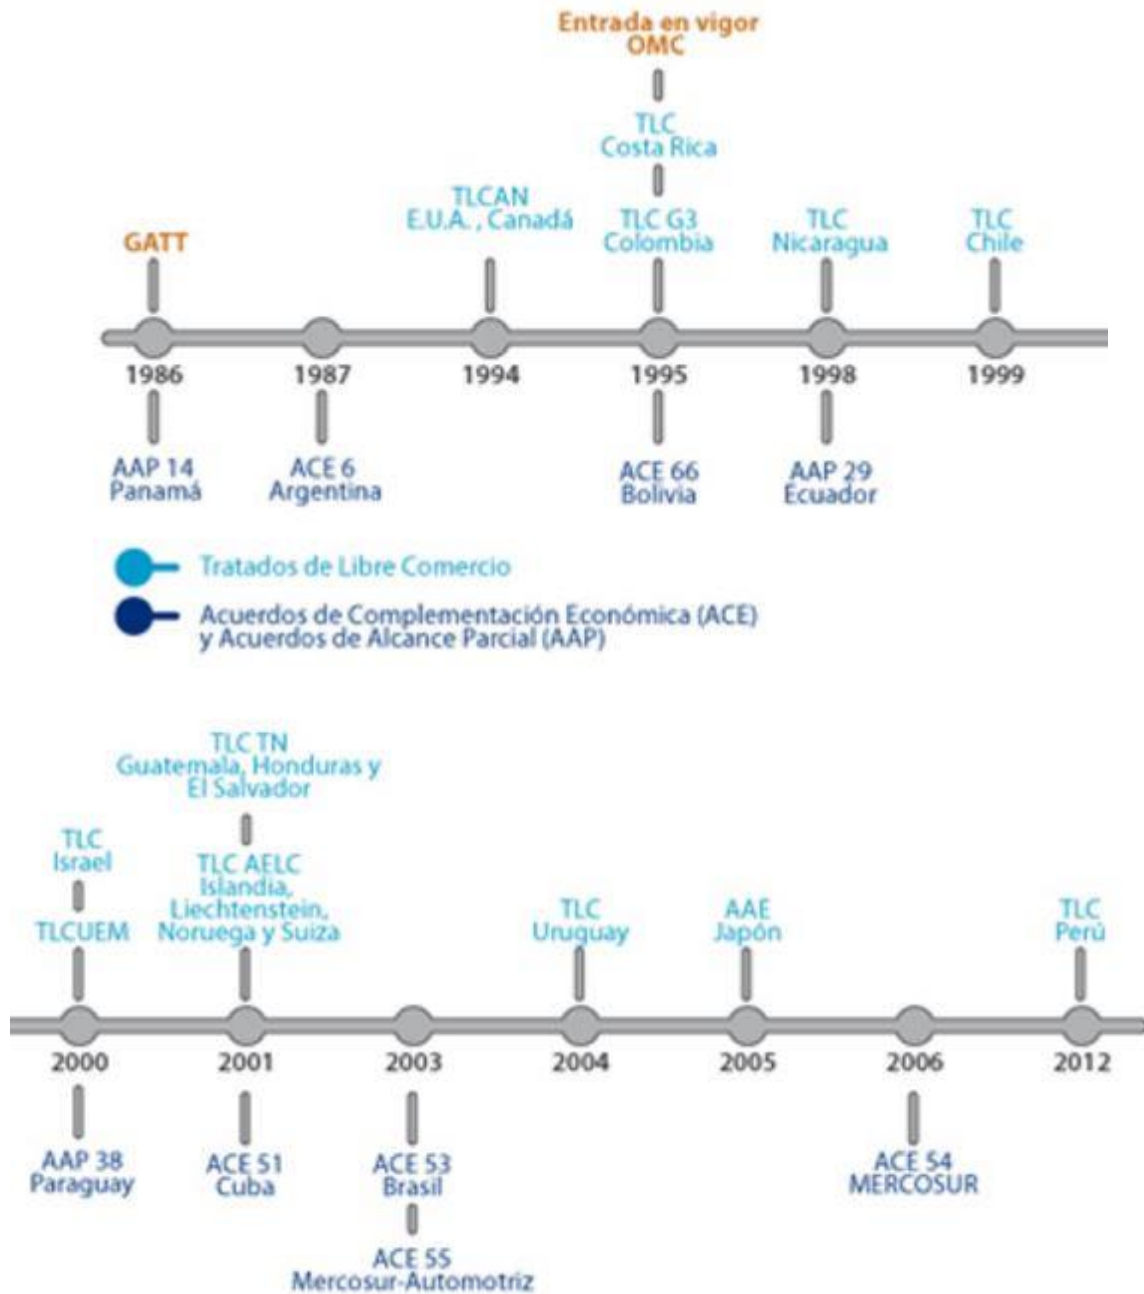 Entrada en vigor
OMC
TLC
Costa Rica
TLCAN
E.U.A. , Canadá
TLC G3
Colombia
TLC
Nicaragua
TLC
Chile
GATT
1986
1987
1994
1995
1998
1999
AAP 14
Panamá
ACE 6
Argentina
ACE 66
Bolivia
AAP 29
Ecuador
Tratados de Libre Comercio
Acuerdos de Complementación Económica (ACE)
y Acuerdos de Alcance Parcial (AAP)
TLC TN
Guatemala, Honduras y
El Salvador
TLC
Israel
TLCUEM
TLC AELC
Islandia,
Liechtenstein,
Noruega y Suiza
TLC
Uruguay
AAE
Japón
TLC
Perú
2000
2001
2003
2004
2005
2006
2012
AAP 38
Paraguay
ACE 51
Cuba
ACE 53
Brasil
ACE 54
MERCOSUR
ACE 55
Mercosur-Automotriz